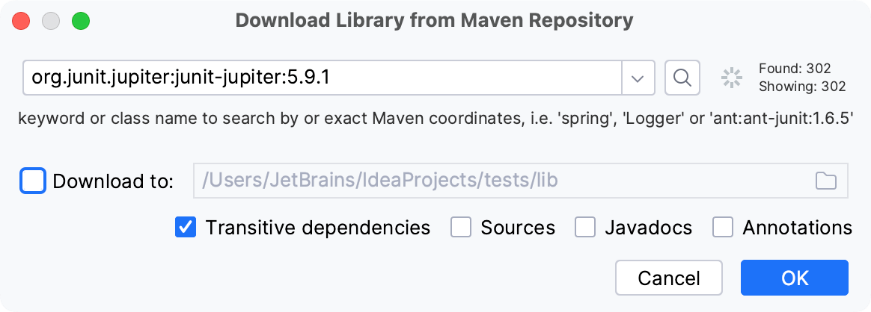 Download Library from Maven Repository
org.junit.jupiter:junit-jupiter:5.9.1
Found: 302
Showing: 302
keyword or class name to search by or exact Maven coordinates, i.e. 'spring', 'Logger' or 'ant:ant-junit:1.6.5'
Download to: /Users/JetBrains/IdeaProjects/tests/lib
Transitive dependencies Sources Javadocs Annotations
Cancel OK